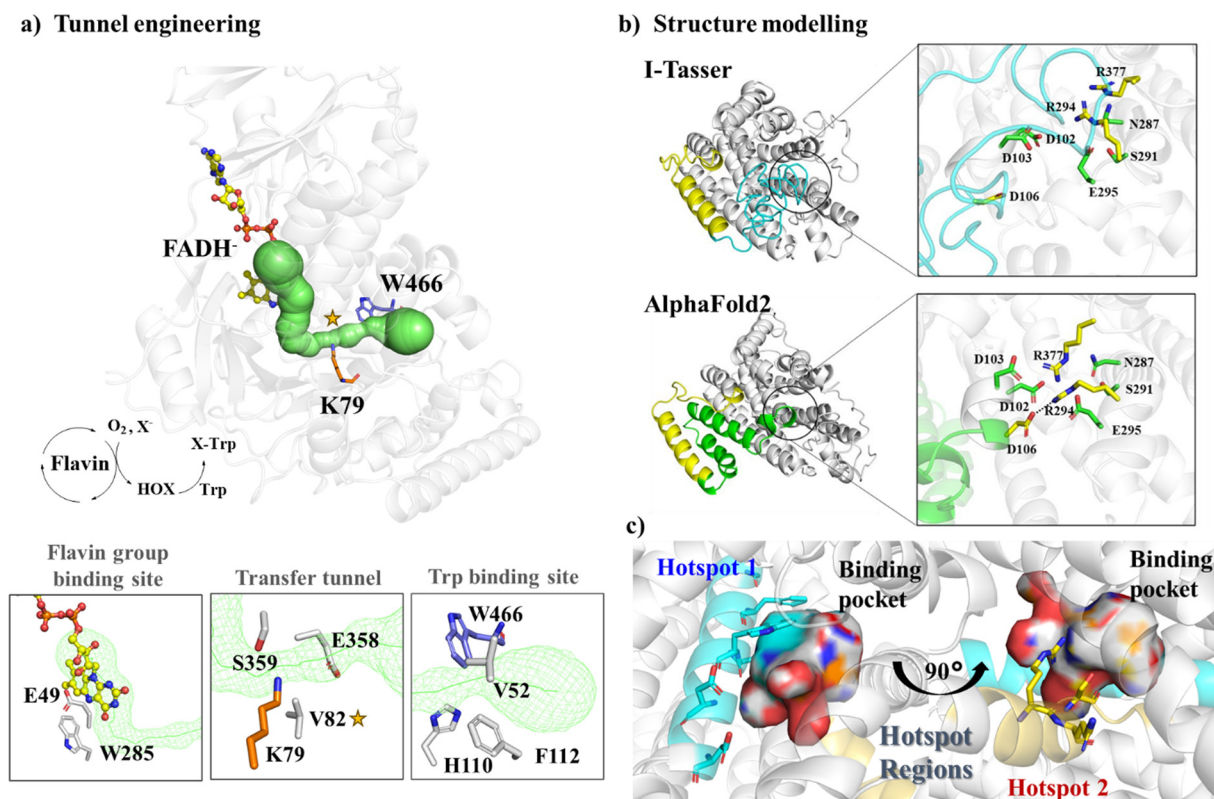 a) Tunnel engineering
FADH-
W466
K79
O2, X-
X-Trp
Flavin
HOX
Trp
Flavin group
binding site
E49
W285
Transfer tunnel
S359
E358
V82
K79
Trp binding site
W466
V52
H110
F112
b) Structure modelling
I-Tasser
R377
R294
N287
D102
D103
S291
E295
D106
AlphaFold2
D103
R377
N287
D102
S291
R294
D106
E295
c)
Hotspot 1
Binding
pocket
90°
Binding
pocket
Hotspot
Regions
Hotspot 2